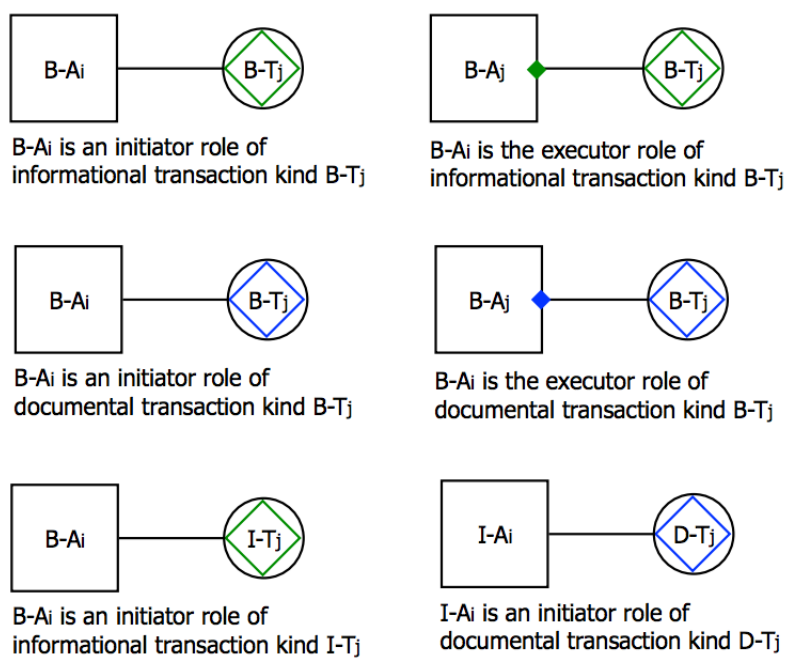 B-Ai
B-Tj
B-Ai is an initiator role of
informational transaction kind B-Tj
B-Aj
B-Tj
B-Ai is the executor role of
informational transaction kind B-Tj
B-Ai
B-Tj
B-Ai is an initiator role of
documental transaction kind B-Tj
B-Aj
B-Tj
B-Ai is the executor role of
documental transaction kind B-Tj
B-Ai
I-Tj
B-Ai is an initiator role of
informational transaction kind I-Tj
I-Ai
D-Tj
I-Ai is an initiator role of
documental transaction kind D-Tj